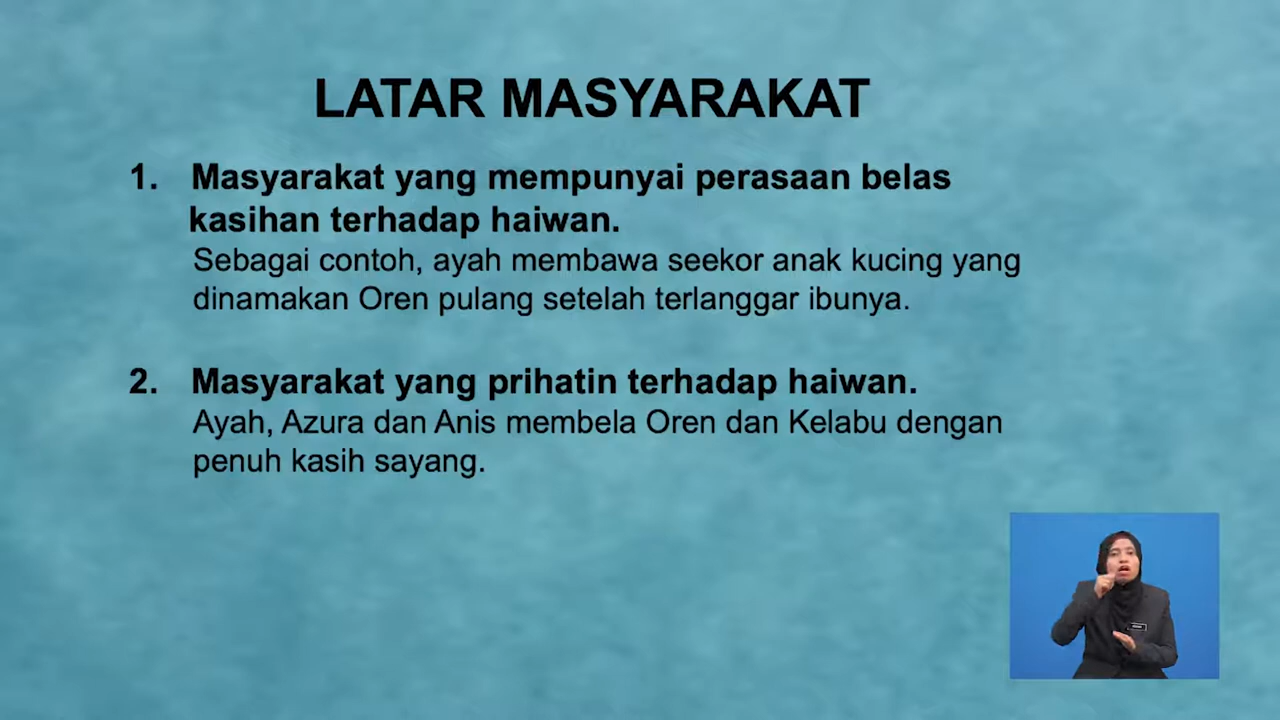 LATAR MASYARAKAT
1. Masyarakat yang mempunyai perasaan belas
kasihan terhadap haiwan.
Sebagai contoh, ayah membawa seekor anak kucing yang
dinamakan Oren pulang setelah terlanggar ibunya.
2. Masyarakat yang prihatin terhadap haiwan.
Ayah, Azura dan Anis membela Oren dan Kelabu dengan
penuh kasih sayang.